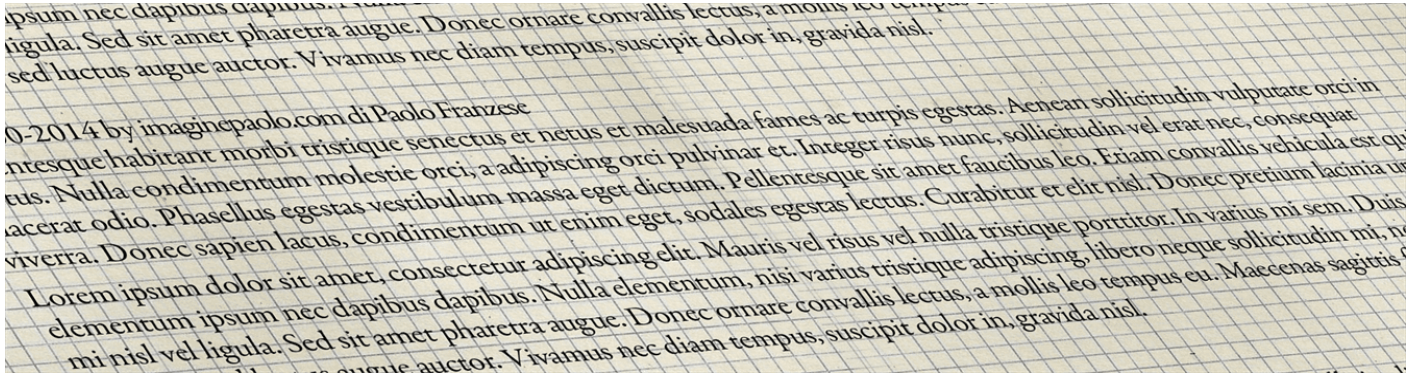 ipsum nec dapibus dapibus.
ligula. Sed sit amet pharetra augue. Donec ornare convallis lectus, a mollis leo tempus
sed luctus augue auctor. Vivamus nec diam tempus, suscipit dolor in, gravida nisl.
0-2014 by imaginepaolo.com di Paolo Franzese
ntesque habitant morbi tristique senectus et netus et malesuada fames ac turpis egestas. Aenean sollicitudin vulputate orci in
tus. Nulla condimentum molestie orci, a adipiscing orci pulvinar et. Integer risus nunc, sollicitudin vel erat nec, consequat
acerat odio. Phasellus egestas vestibulum massa eget dictum. Pellentesque sit amet faucibus leo. Etiam convallis vehicula est qu
viverra. Donec sapien lacus, condimentum ut enim eget, sodales egestas lectus. Curabitur et elit nisl. Donec pretium lacinia ur
Lorem ipsum dolor sit amet, consectetur adipiscing elit. Mauris vel risus vel nulla tristique porttitor. In varius mi sem. Duis
elementum ipsum nec dapibus dapibus. Nulla elementum, nisi varius tristique adipiscing, libero neque sollicitudin mi, ne
mi nisl vel ligula. Sed sit amet pharetra augue. Donec ornare convallis lectus, a mollis leo tempus eu. Maecenas sagittis
augue auctor. Vivamus nec diam tempus, suscipit dolor in, gravida nisl.